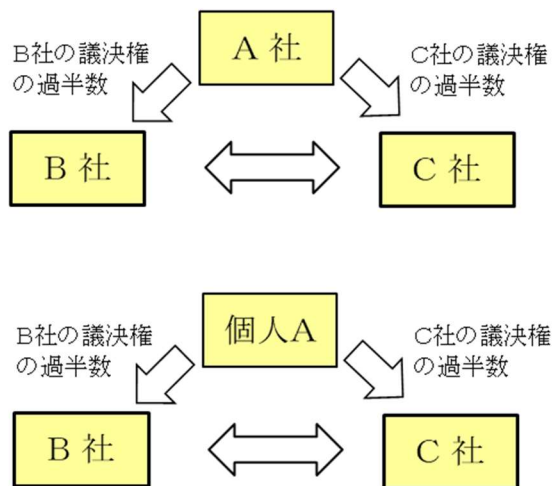 A 社
B社の議決権
の過半数
C社の議決権
の過半数
B 社
C 社
個人A
B社の議決権
の過半数
C社の議決権
の過半数
B 社
C 社